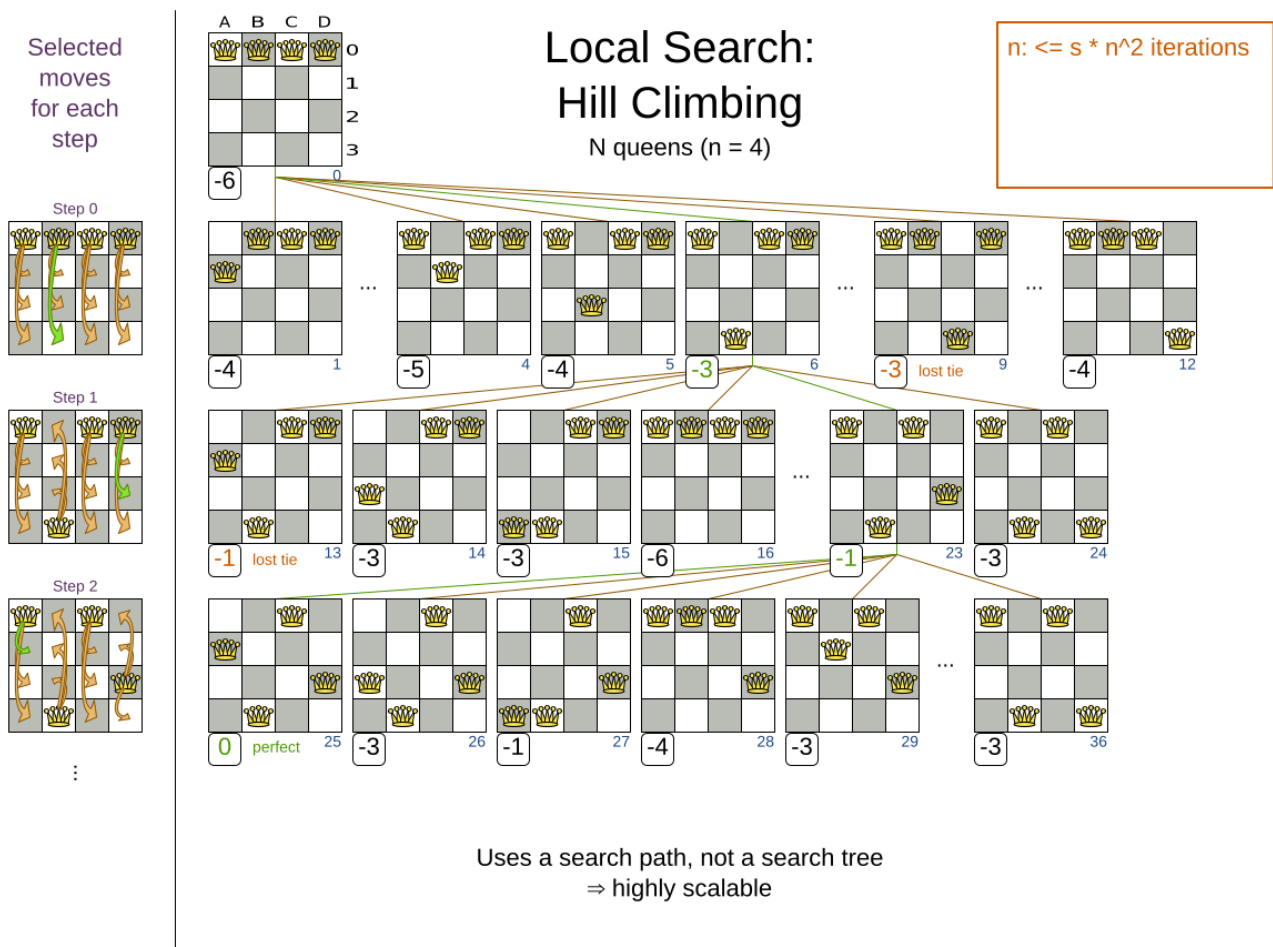 Selected
moves
for each
step
A B C D
0
1
2
3
-6
0
Local Search:
Hill Climbing
N queens (n = 4)
n: <= s * n^2 iterations
Step 0
...
...
...
-4
1
-5
4
-4
5
-3
6
-3
lost tie
9
-4
12
Step 1
...
-1
lost tie
13
-3
14
-3
15
-6
16
-1
23
-3
24
Step 2
...
0
perfect
25
-3
26
-1
27
-4
28
-3
29
-3
36
...
Uses a search path, not a search tree
⇒ highly scalable